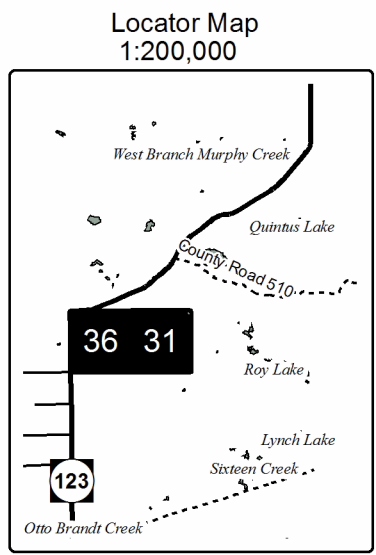 Locator Map
1:200,000
West Branch Murphy Creek
Quintus Lake
County Road 510
36 31
Roy Lake
Lynch Lake
Sixteen Creek
123
Otto Brandt Creek